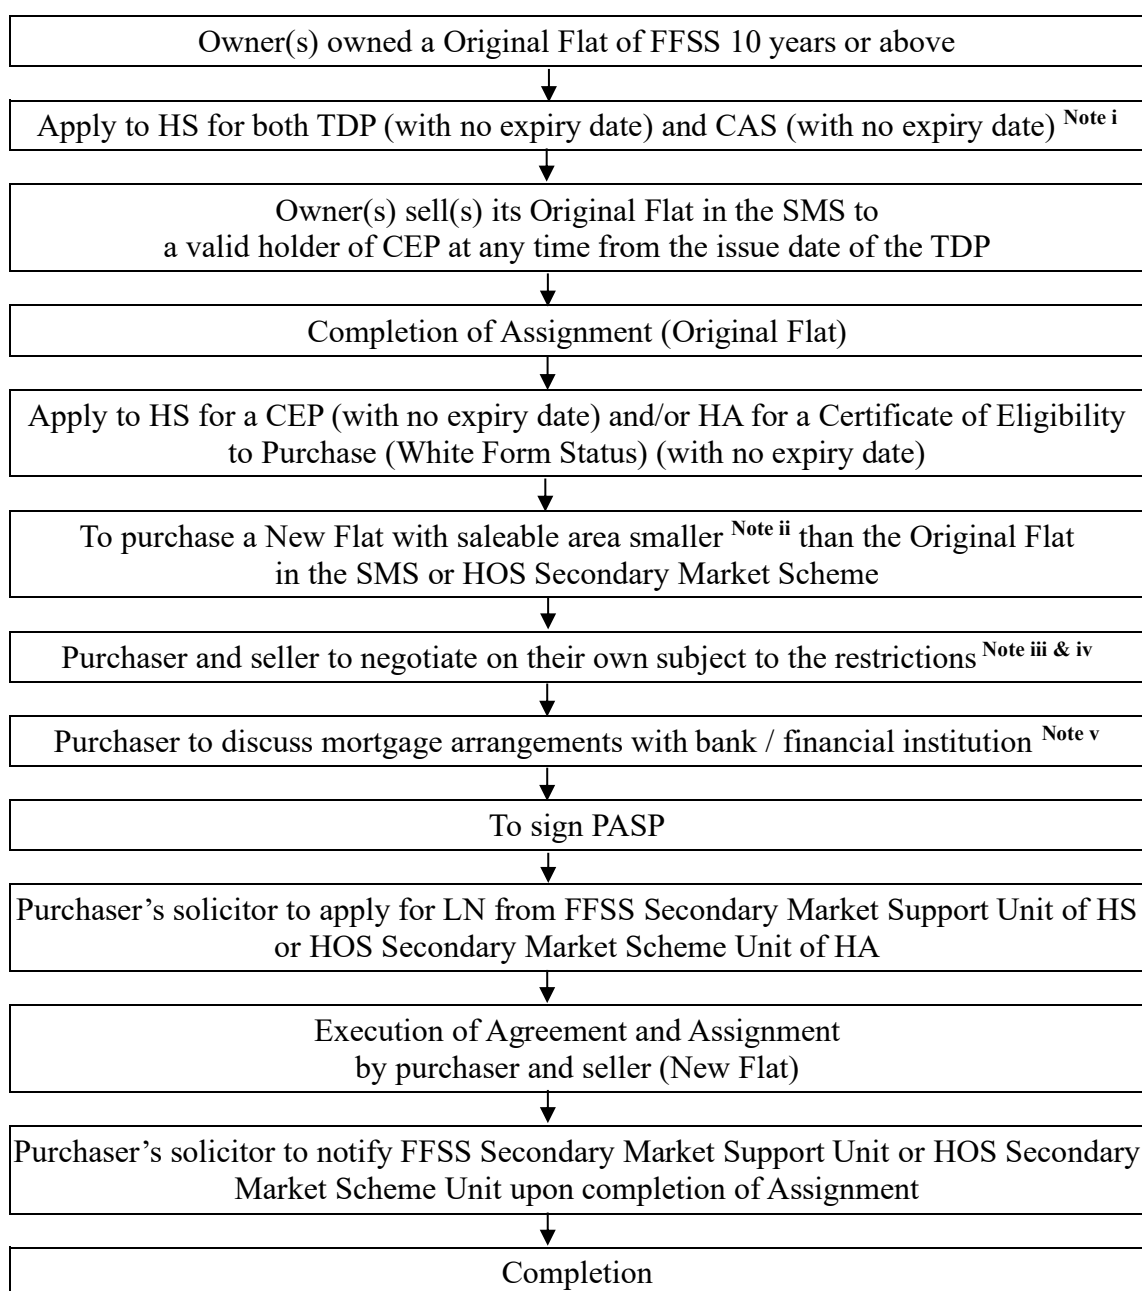 Owner(s) owned a Original Flat of FFSS 10 years or above
Apply to HS for both TDP (with no expiry date) and CAS (with no expiry date) Note i
Owner(s) sell(s) its Original Flat in the SMS to
a valid holder of CEP at any time from the issue date of the TDP
Completion of Assignment (Original Flat)
Apply to HS for a CEP (with no expiry date) and/or HA for a Certificate of Eligibility
to Purchase (White Form Status) (with no expiry date)
To purchase a New Flat with saleable area smaller Note ii than the Original Flat
in the SMS or HOS Secondary Market Scheme
Purchaser and seller to negotiate on their own subject to the restrictions Note iii & iv
Purchaser to discuss mortgage arrangements with bank / financial institution Note v
To sign PASP
Purchaser’s solicitor to apply for LN from FFSS Secondary Market Support Unit of HS
or HOS Secondary Market Scheme Unit of HA
Execution of Agreement and Assignment
by purchaser and seller (New Flat)
Purchaser’s solicitor to notify FFSS Secondary Market Support Unit or HOS Secondary
Market Scheme Unit upon completion of Assignment
Completion